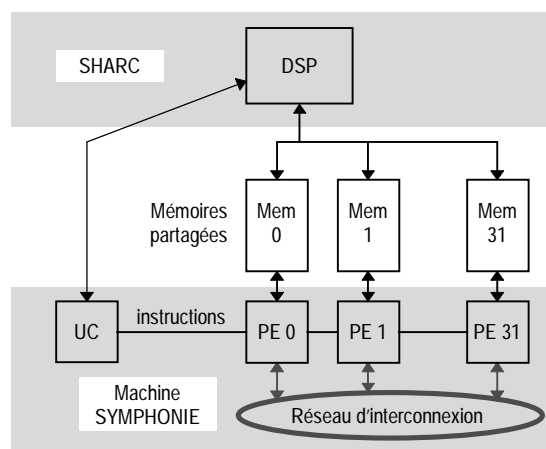 SHARC
DSP
Mémoires
partagées
Mem
0
Mem
1
Mem
31
UC
instructions
PE 0
PE 1
PE 31
Machine
SYMPHONIE
Réseau d'interconnexion